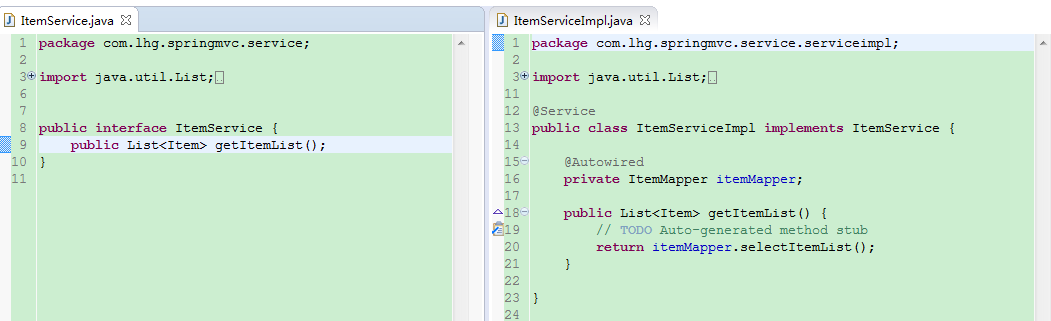 ItemService.java
1 package com.lhg.springmvc.service;
2
3 import java.util.List;
6
7
8 public interface ItemService {
9     public List<Item> getItemList();
10 }
11
ItemServiceImpl.java
1 package com.lhg.springmvc.service.serviceimpl;
2
3 import java.util.List;
11
12 @Service
13 public class ItemServiceImpl implements ItemService {
14
15     @Autowired
16     private ItemMapper itemMapper;
17
18     public List<Item> getItemList() {
19         // TODO Auto-generated method stub
20         return itemMapper.selectItemList();
21     }
22
23 }
24